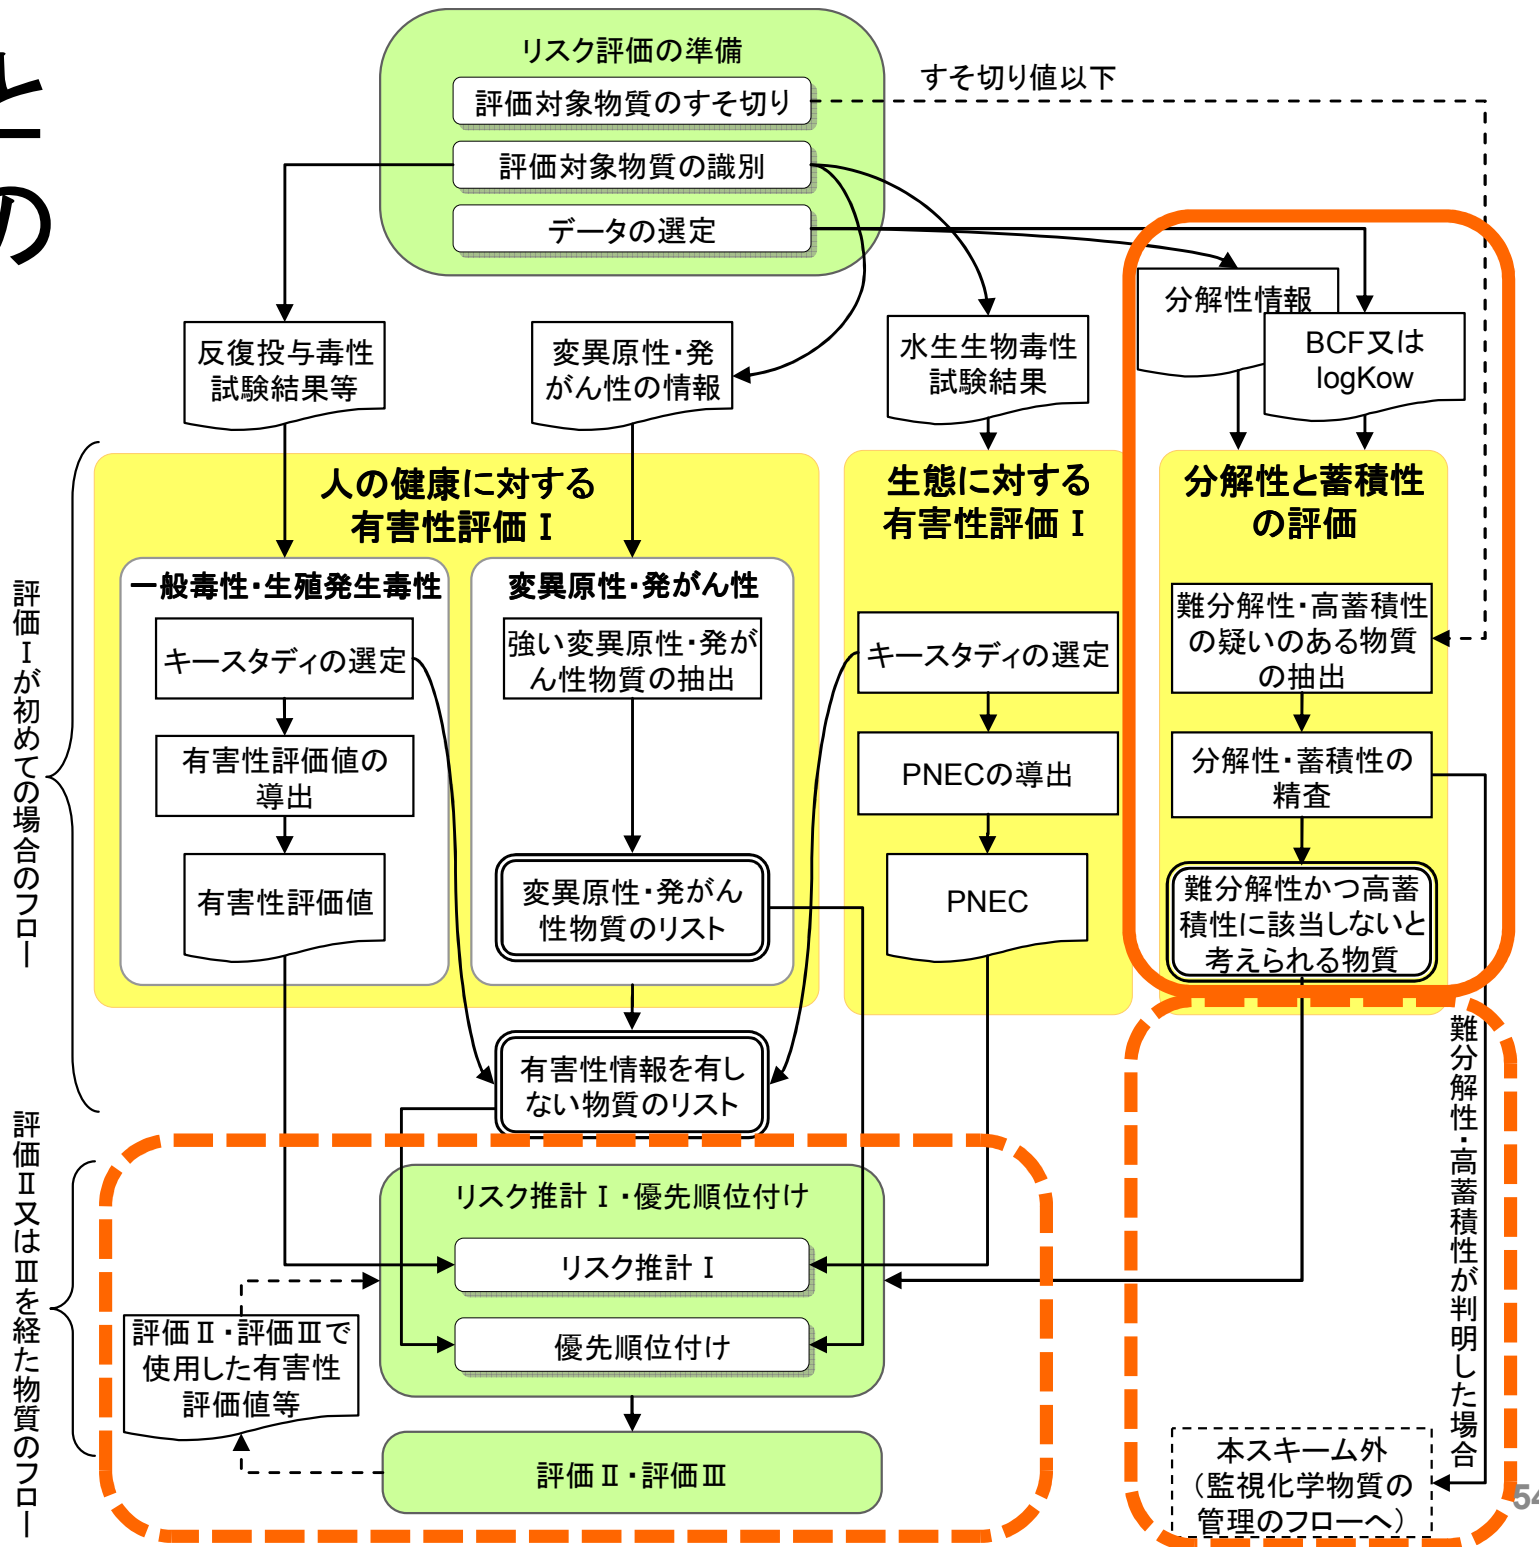 と
の
リスク評価の準備
評価対象物質のすそ切り
評価対象物質の識別
データの選定
すそ切り値以下
反復投与毒性
試験結果等
変異原性・発
がん性の情報
水生生物毒性
試験結果
分解性情報
BCF又は
logKow
評価Ⅰが初めての場合のフロー
人の健康に対する
有害性評価Ⅰ
一般毒性・生殖発生毒性
キースタディの選定
有害性評価値の
導出
有害性評価値
変異原性・発がん性
強い変異原性・発が
ん性物質の抽出
変異原性・発がん
性物質のリスト
生態に対する
有害性評価Ⅰ
キースタディの選定
PNECの導出
PNEC
分解性と蓄積性
の評価
難分解性・高蓄積性
の疑いのある物質
の抽出
分解性・蓄積性の
精査
難分解性かつ高蓄
積性に該当しないと
考えられる物質
有害性情報を有し
ない物質のリスト
評価Ⅱ又はⅢを経た物質のフロー
リスク推計Ⅰ・優先順位付け
リスク推計Ⅰ
優先順位付け
評価Ⅱ・評価Ⅲで
使用した有害性
評価値等
評価Ⅱ・評価Ⅲ
難分解性・高蓄積性が判明した場合
本スキーム外
（監視化学物質の
管理のフローへ）
54